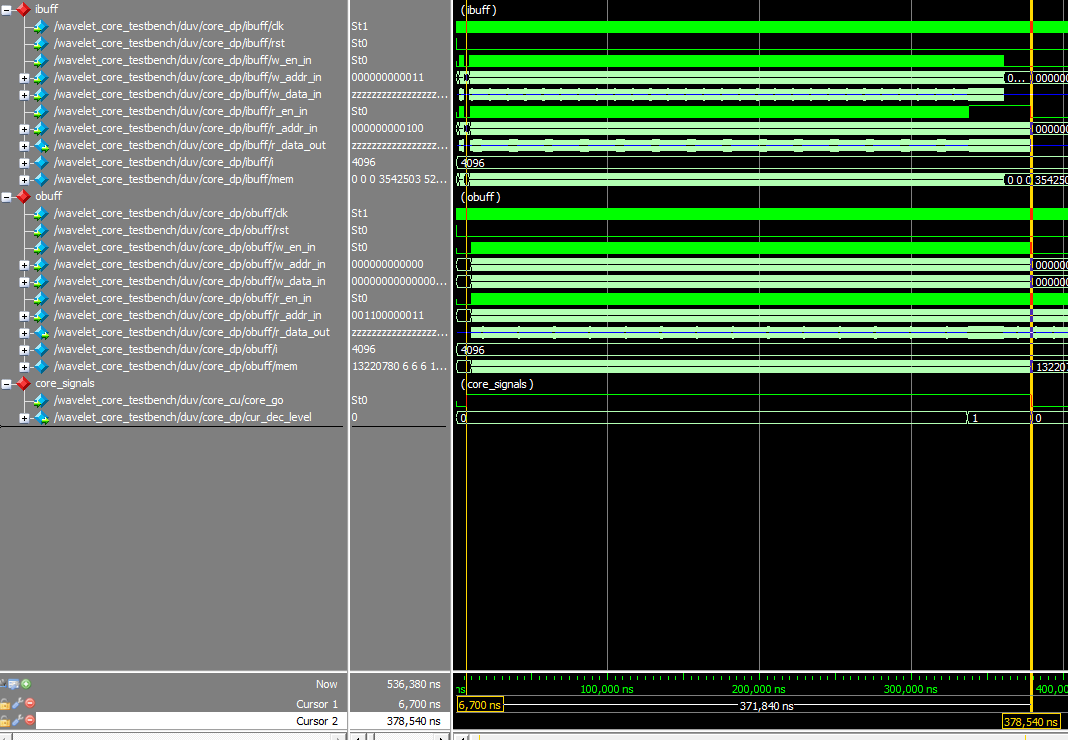 ibuff (ibuff )
/wavelet_core_testbench/duv/core_dp/ibuff/clk St1
/wavelet_core_testbench/duv/core_dp/ibuff/rst St0
/wavelet_core_testbench/duv/core_dp/ibuff/w_en_in St0
/wavelet_core_testbench/duv/core_dp/ibuff/w_addr_in 000000000011 0... 000000
/wavelet_core_testbench/duv/core_dp/ibuff/w_data_in zzzzzzzzzzzzzzzzz...
/wavelet_core_testbench/duv/core_dp/ibuff/r_en_in St0
/wavelet_core_testbench/duv/core_dp/ibuff/r_addr_in 000000000100 000000
/wavelet_core_testbench/duv/core_dp/ibuff/r_data_out zzzzzzzzzzzzzzzzz...
/wavelet_core_testbench/duv/core_dp/ibuff/i 4096 4096
/wavelet_core_testbench/duv/core_dp/ibuff/mem 0 0 0 3542503 52... 0 0 0 354250
obuff (obuff )
/wavelet_core_testbench/duv/core_dp/obuff/clk St1
/wavelet_core_testbench/duv/core_dp/obuff/rst St0
/wavelet_core_testbench/duv/core_dp/obuff/w_en_in St0
/wavelet_core_testbench/duv/core_dp/obuff/w_addr_in 000000000000 000000
/wavelet_core_testbench/duv/core_dp/obuff/w_data_in 00000000000000000... 000000
/wavelet_core_testbench/duv/core_dp/obuff/r_en_in St0
/wavelet_core_testbench/duv/core_dp/obuff/r_addr_in 001100000011
/wavelet_core_testbench/duv/core_dp/obuff/r_data_out zzzzzzzzzzzzzzzzz...
/wavelet_core_testbench/duv/core_dp/obuff/i 4096 4096
/wavelet_core_testbench/duv/core_dp/obuff/mem 13220780 6 6 6 1... 13220
core_signals (core_signals )
/wavelet_core_testbench/duv/core_cu/core_go St0
/wavelet_core_testbench/duv/core_dp/cur_dec_level 0 0 1 0
Now 536,380 ns ns 100,000 ns 200,000 ns 300,000 ns 400,00
Cursor 1 6,700 ns 6,700 ns 371,840 ns
Cursor 2 378,540 ns 378,540 ns